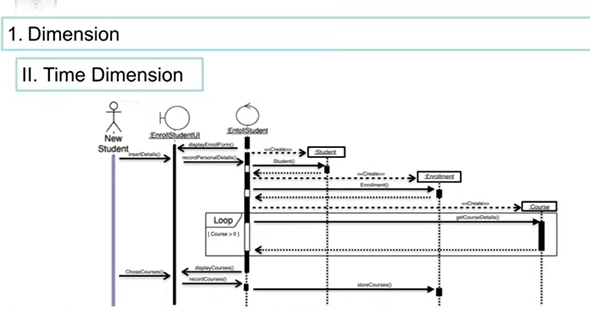 1. Dimension
II. Time Dimension
New
Student
:EnrollStudentUI
:EntollStudent
displayEnrollForm()
insertDetails()
recordPersonalDetails()
<<Create>>
:Student
Student()
<<Create>>
:Enrollment
Enrollment()
<<Create>>
:Course
Loop
[ Course > 0 ]
getCourseDetails()
displayCourses()
ChoseCourses()
recordCourses()
storeCourses()